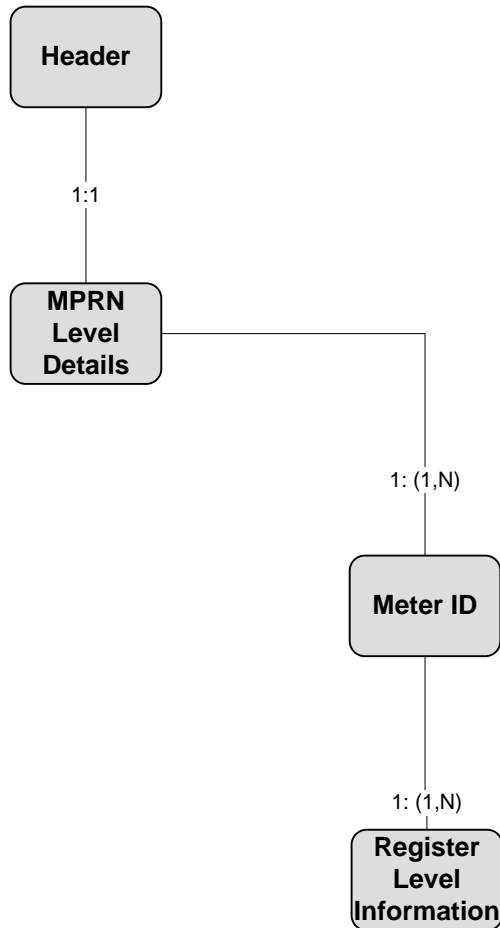 Header
1:1
MPRN
Level
Details
1: (1,N)
Meter ID
1: (1,N)
Register
Level
Information